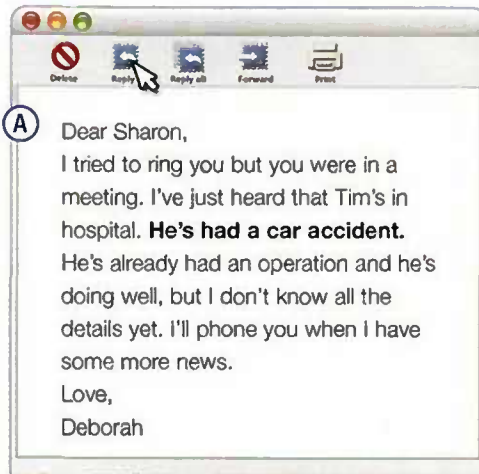 Delete Reply Reply all Forward Print
A
Dear Sharon,
I tried to ring you but you were in a
meeting. I've just heard that Tim's in
hospital. He's had a car accident.
He's already had an operation and he's
doing well, but I don't know all the
details yet. I'll phone you when I have
some more news.
Love,
Deborah